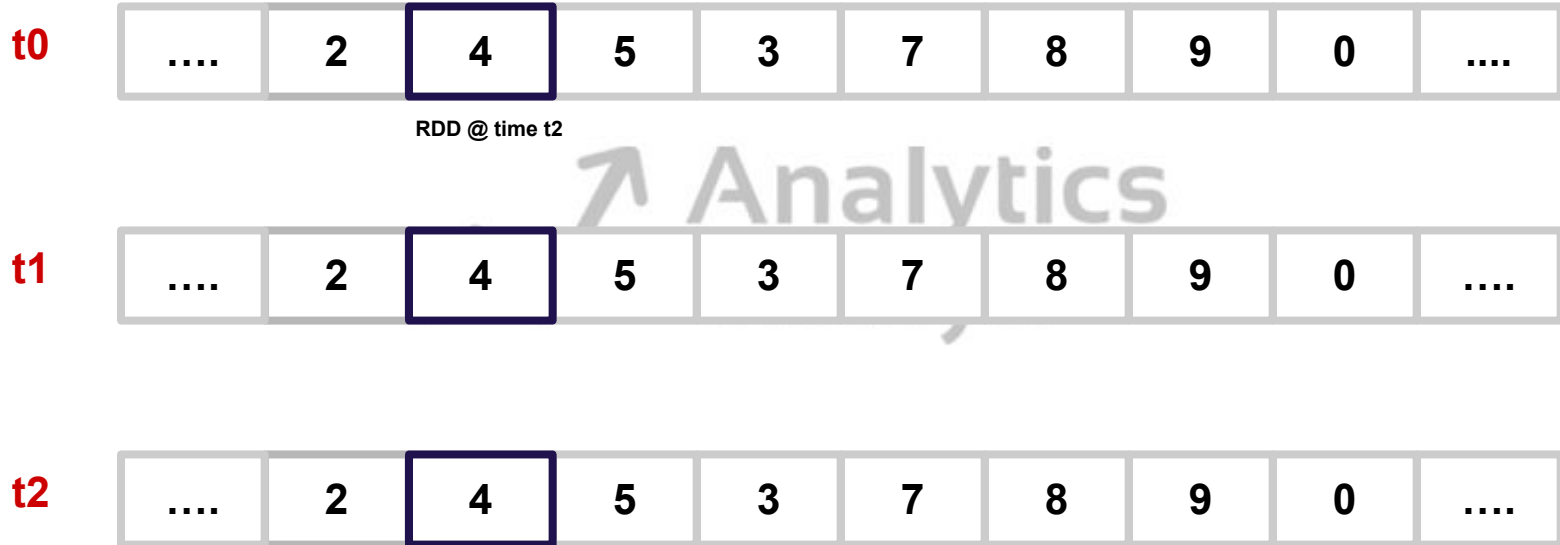 t0 .... 2 4 5 3 7 8 9 0 ....
RDD @ time t2
Analytics
t1 .... 2 4 5 3 7 8 9 0 ....
t2 .... 2 4 5 3 7 8 9 0 ....